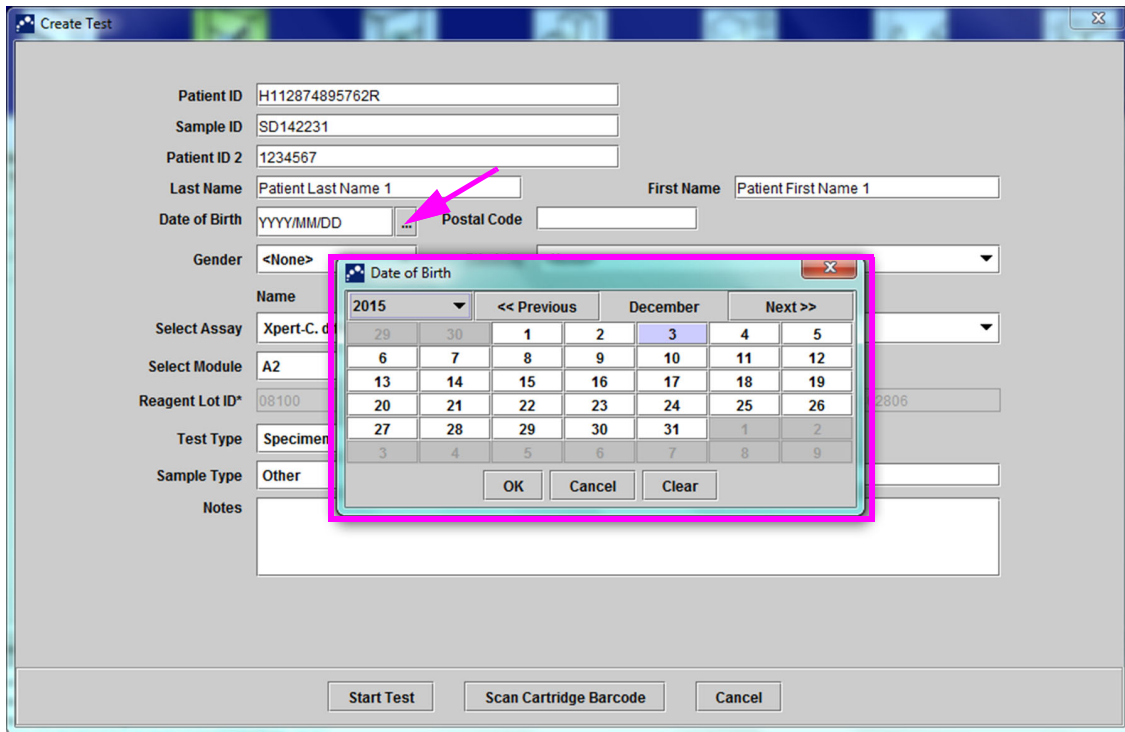 Create Test
Patient ID H112874895762R
Sample ID SD142231
Patient ID 2 1234567
Last Name Patient Last Name 1 First Name Patient First Name 1
Date of Birth YYYY/MM/DD ... Postal Code
Gender <None>
Date of Birth
2015 << Previous December Next >>
29 30 1 2 3 4 5
6 7 8 9 10 11 12
13 14 15 16 17 18 19
20 21 22 23 24 25 26
27 28 29 30 31 1 2
3 4 5 6 7 8 9
OK Cancel Clear
Name
Select Assay Xpert-C. d
Select Module A2
Reagent Lot ID* 08100 2806
Test Type Specimen
Sample Type Other
Notes
Start Test Scan Cartridge Barcode Cancel